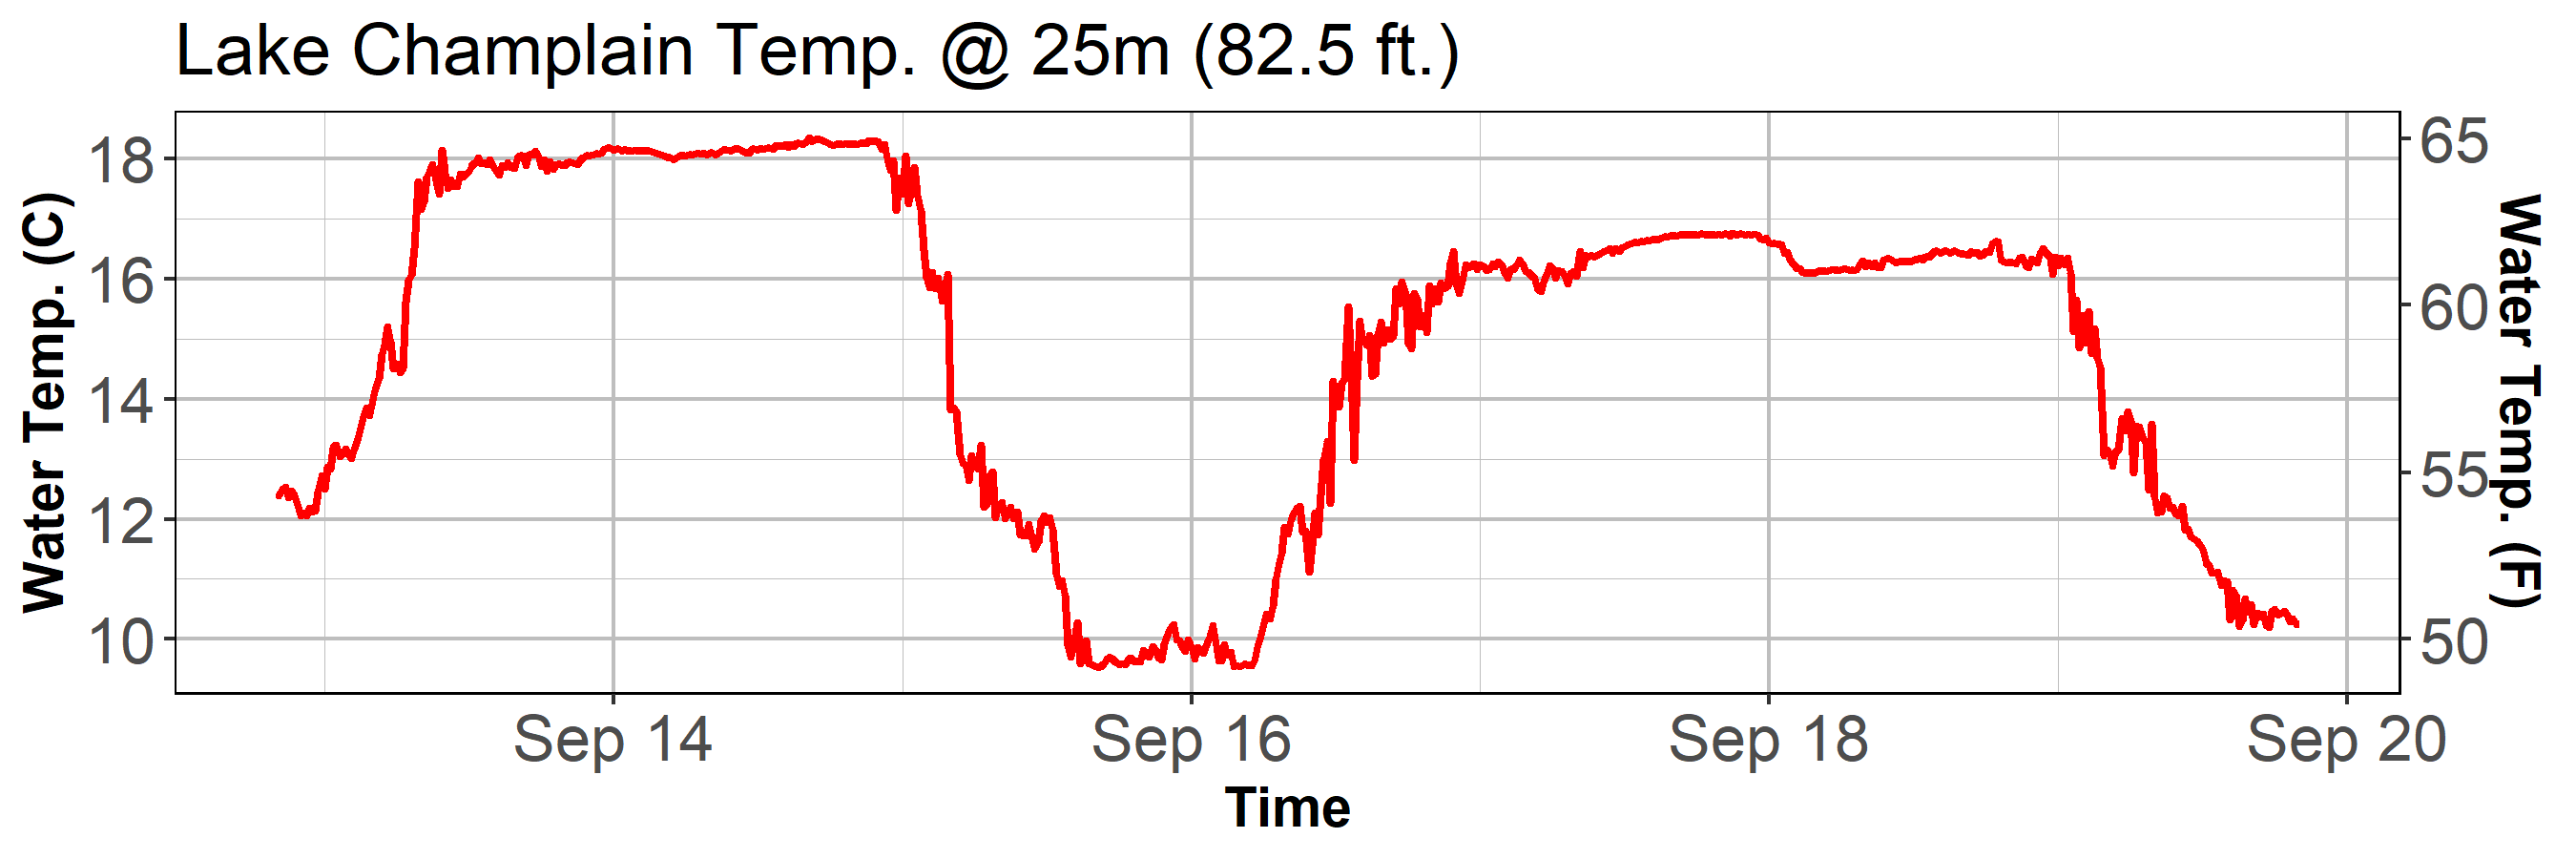 Lake Champlain Temp. @ 25m (82.5 ft.)
Water Temp. (C)
18
16
14
12
10
65
60
55
50
Water Temp. (F)
Sep 14 Sep 16 Sep 18 Sep 20
Time